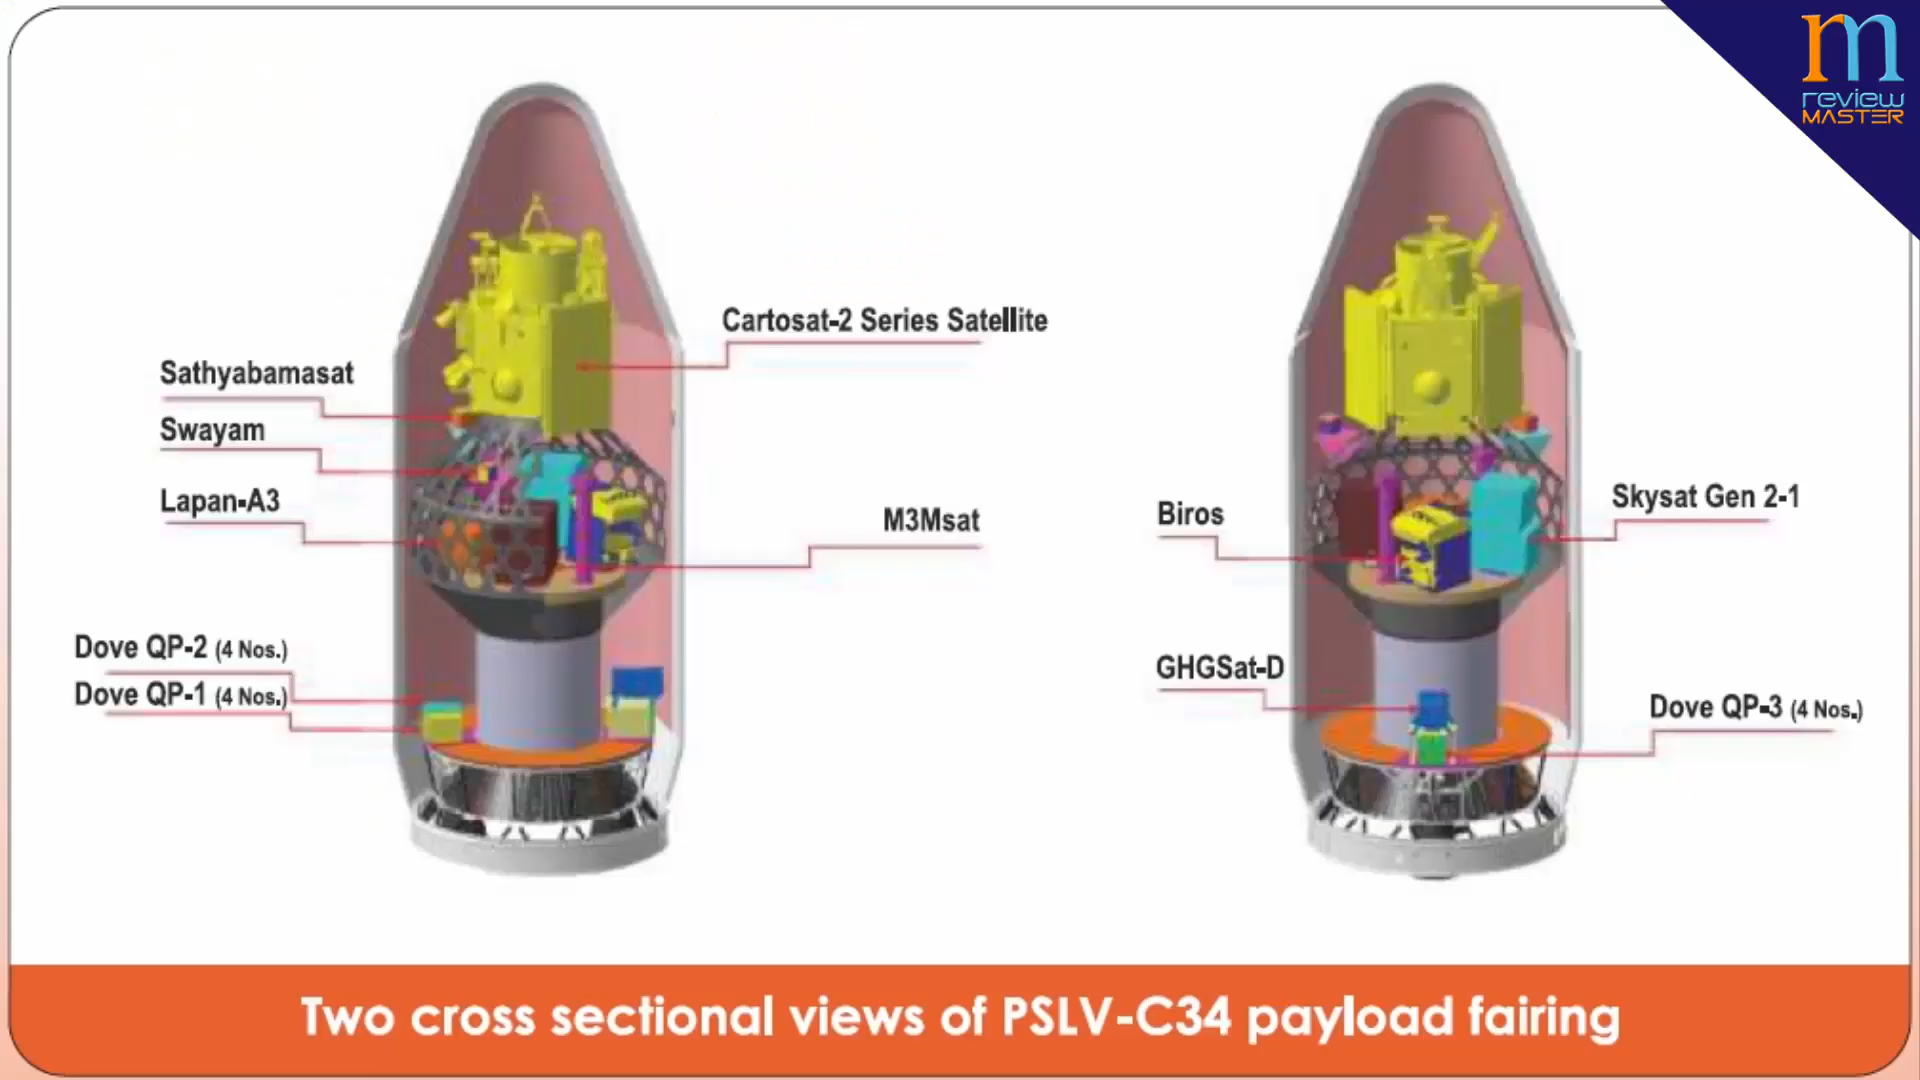 m
review
MASTER
Cartosat-2 Series Satellite
Sathyabamasat
Swayam
Lapan-A3
M3Msat
Dove QP-2 (4 Nos.)
Dove QP-1 (4 Nos.)
Skysat Gen 2-1
Biros
GHGSat-D
Dove QP-3 (4 Nos.)
Two cross sectional views of PSLV-C34 payload fairing